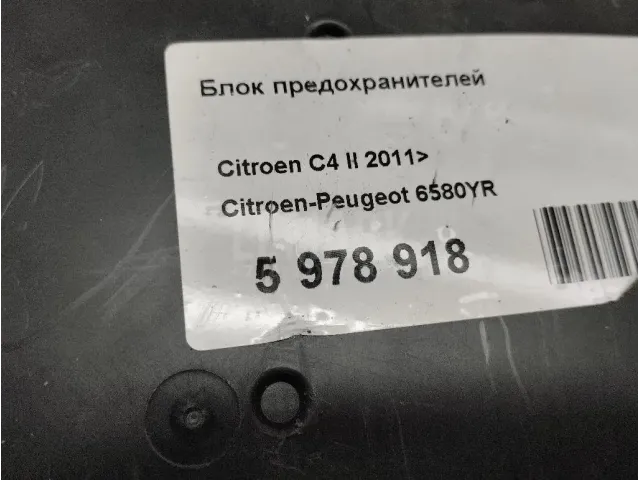 Блок предохранителей
Citroen C4 II 2011>
Citroen-Peugeot 6580YR
5 978 918